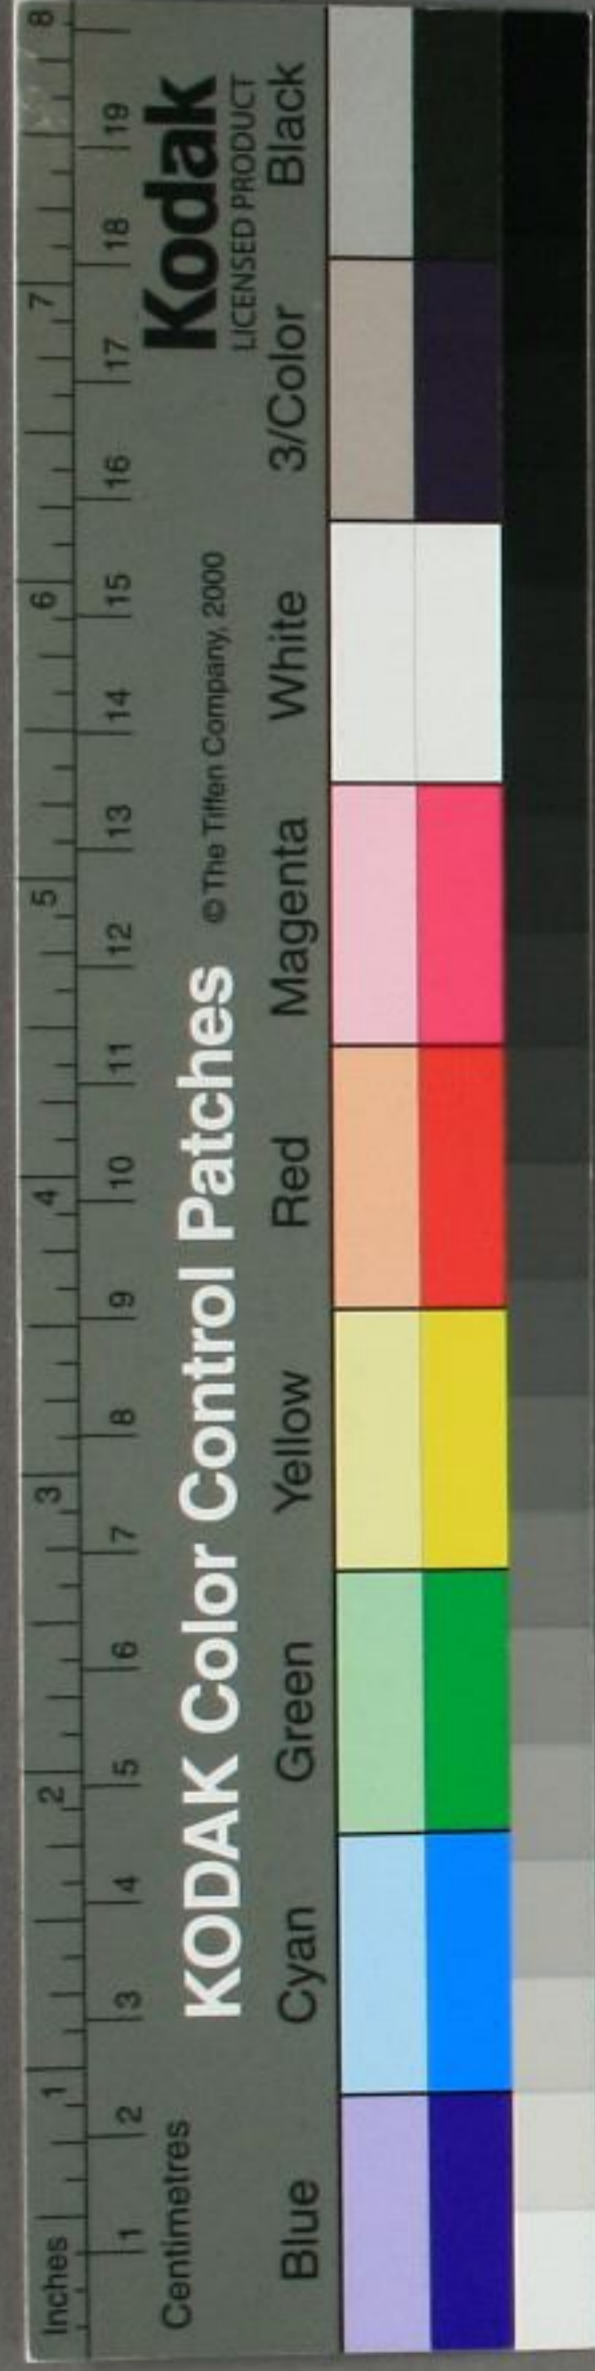 Inches 1 2 3 4 5 6 7 8
Centimetres 1 2 3 4 5 6 7 8 9 10 11 12 13 14 15 16 17 18 19
KODAK Color Control Patches © The Tiffen Company, 2000 Kodak
LICENSED PRODUCT
Blue Cyan Green Yellow Red Magenta White 3/Color Black